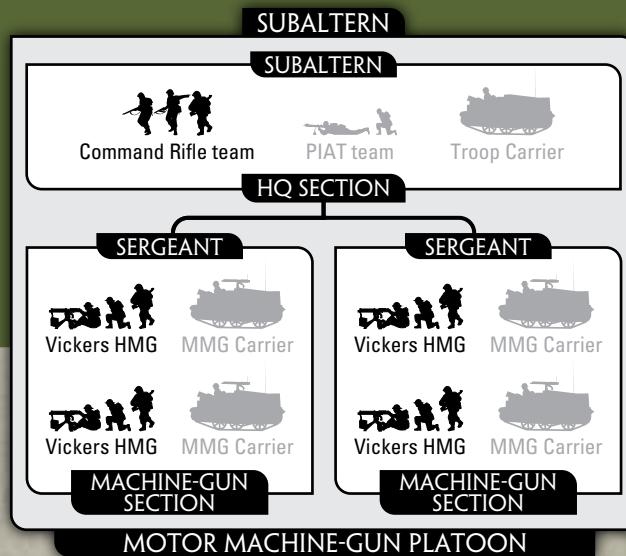 SUBALTERN
SUBALTERN
Command Rifle team PIAT team Troop Carrier
HQ SECTION
SERGEANT SERGEANT
Vickers HMG MMG Carrier Vickers HMG MMG Carrier
Vickers HMG MMG Carrier Vickers HMG MMG Carrier
MACHINE-GUN MACHINE-GUN
SECTION SECTION
MOTOR MACHINE-GUN PLATOON